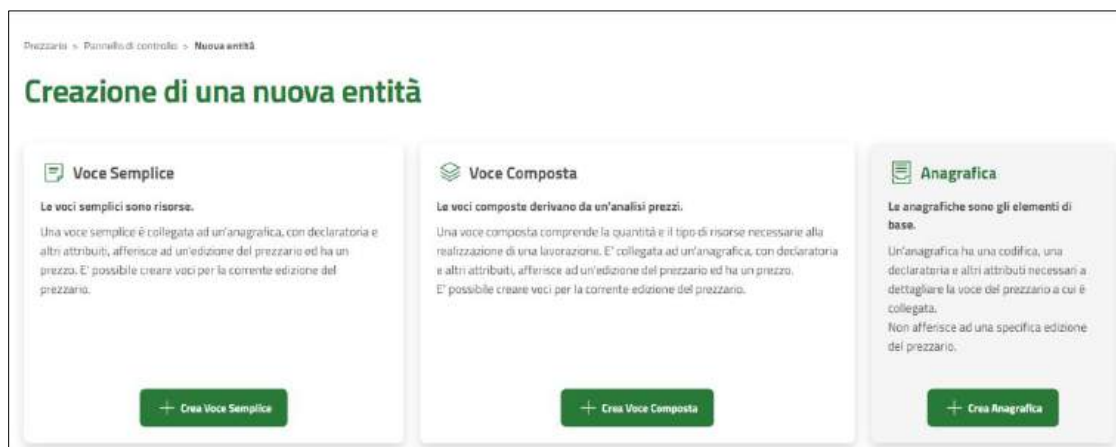 Prezzario > Pannello di controllo > Nuova entità
Creazione di una nuova entità
Voce Semplice
Le voci semplici sono risorse.
Una voce semplice è collegata ad un'anagrafica, con declaratoria e
altri attributi, afferisce ad un'edizione del prezzario ed ha un
prezzo. E' possibile creare voci per la corrente edizione del
prezzario.
Crea Voce Semplice
Voce Composta
Le voci composte derivano da un'analisi prezzi.
Una voce composta comprende la quantità e il tipo di risorse necessarie alla
realizzazione di una lavorazione. E' collegata ad un'anagrafica, con declaratoria
e altri attributi, afferisce ad un'edizione del prezzario ed ha un prezzo.
E' possibile creare voci per la corrente edizione del prezzario.
Crea Voce Composta
Anagrafica
Le anagrafiche sono gli elementi di
base.
Un'anagrafica ha una codifica, una
declaratoria e altri attributi necessari a
dettagliare la voce del prezzario a cui è
collegata.
Non afferisce ad una specifica edizione
del prezzario.
Crea Anagrafica